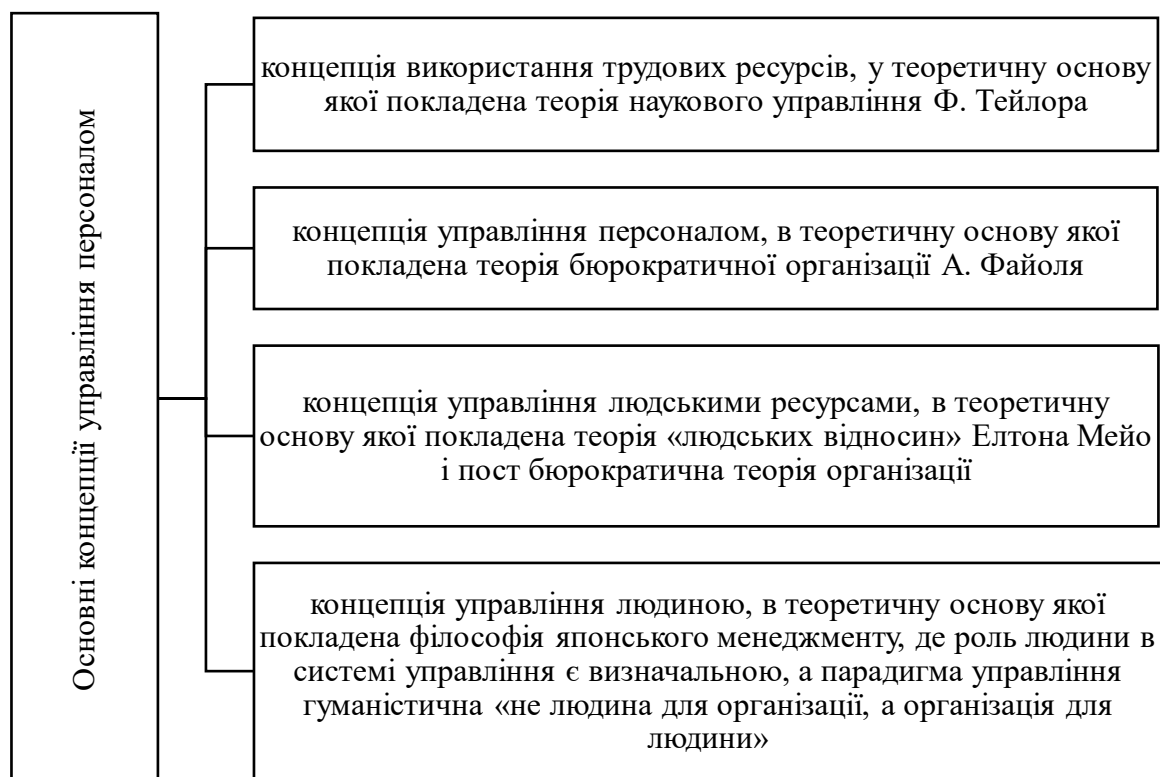 Основні концепції управління персоналом
концепція використання трудових ресурсів, у теоретичну основу
якої покладена теорія наукового управління Ф. Тейлора
концепція управління персоналом, в теоретичну основу якої
покладена теорія бюрократичної організації А. Файоля
концепція управління людськими ресурсами, в теоретичну
основу якої покладена теорія «людських відносин» Елтона Мейо
і пост бюрократична теорія організації
концепція управління людиною, в теоретичну основу якої
покладена філософія японського менеджменту, де роль людини в
системі управління є визначальною, а парадигма управління
гуманістична «не людина для організації, а організація для
людини»